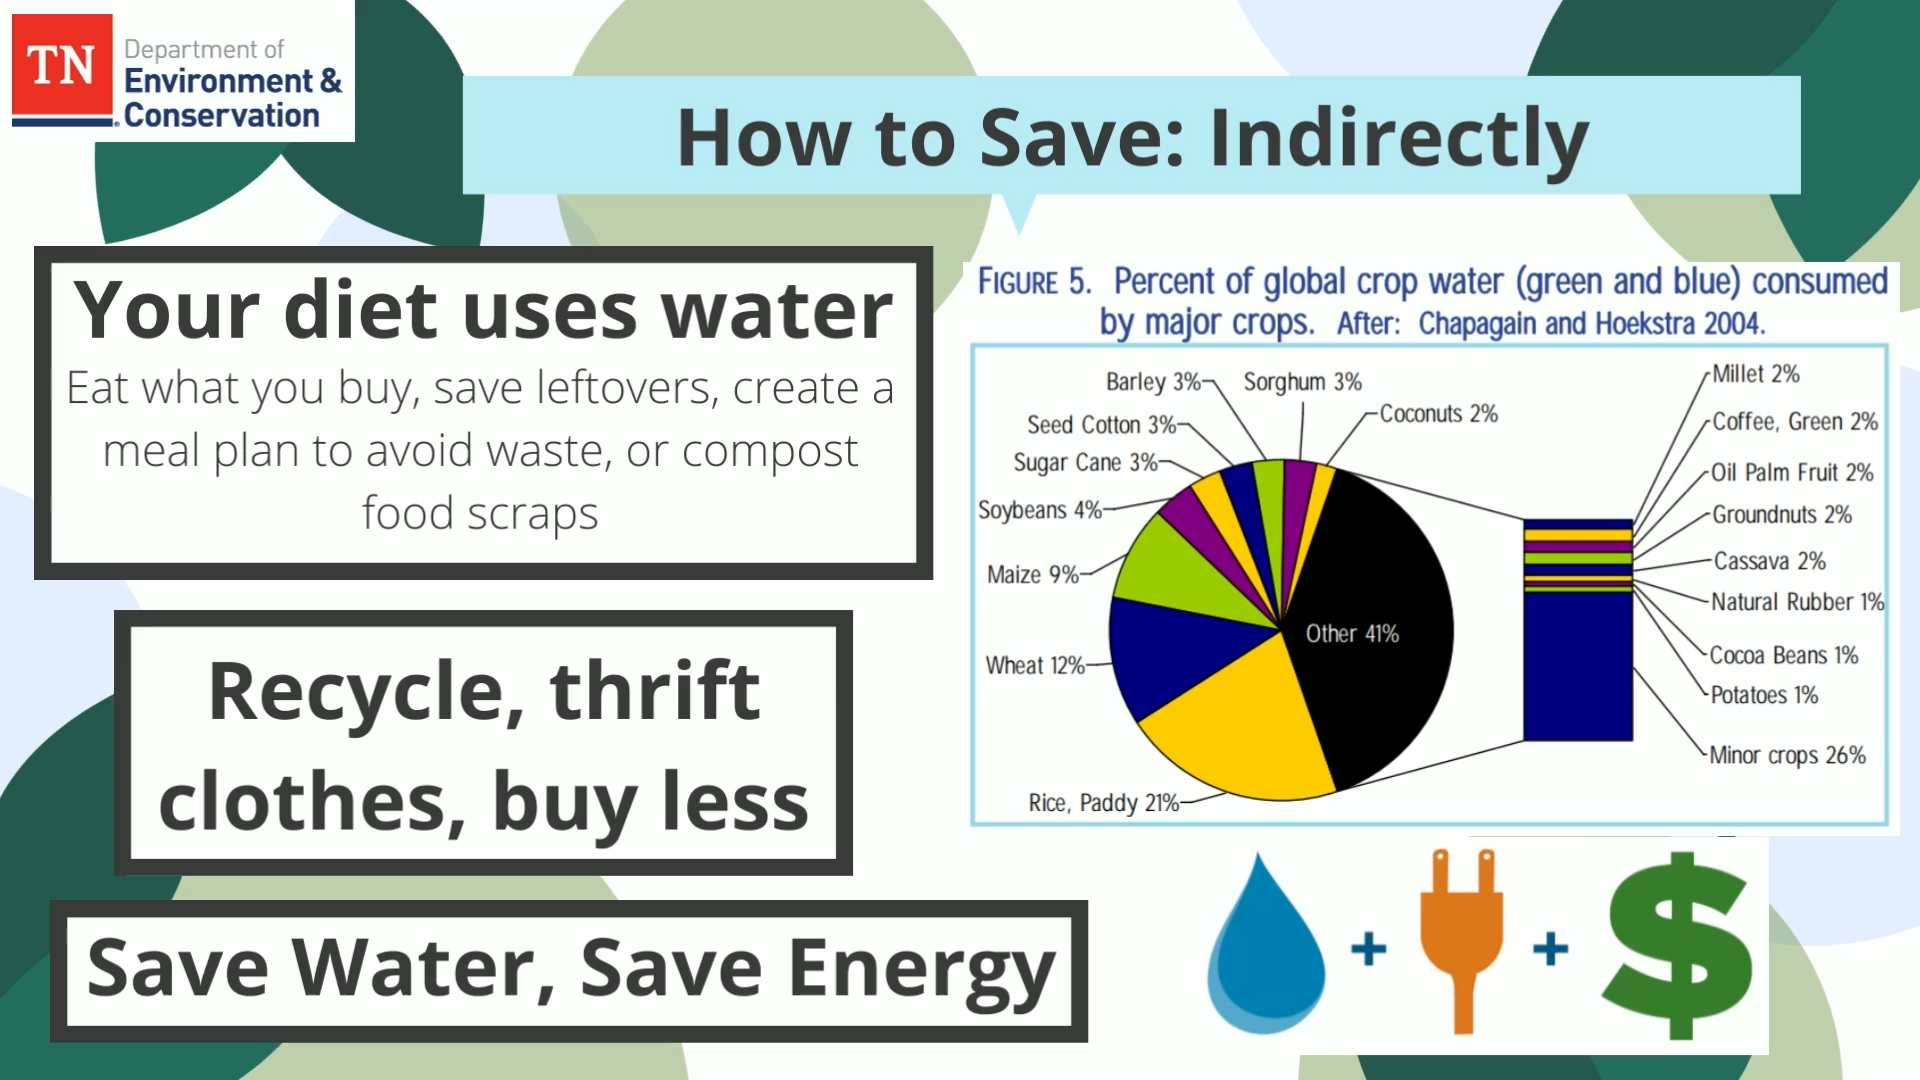 TN
Department of
Environment &
Conservation
How to Save: Indirectly
Your diet uses water
Eat what you buy, save leftovers, create a
meal plan to avoid waste, or compost
food scraps
Recycle, thrift
clothes, buy less
Save Water, Save Energy
FIGURE 5. Percent of global crop water (green and blue) consumed
by major crops. After: Chapagain and Hoekstra 2004.
Barley 3%
Sorghum 3%
Coconuts 2%
Seed Cotton 3%
Sugar Cane 3%
Soybeans 4%
Maize 9%
Wheat 12%
Rice, Paddy 21%
Other 41%
Millet 2%
Coffee, Green 2%
Oil Palm Fruit 2%
Groundnuts 2%
Cassava 2%
Natural Rubber 1%
Cocoa Beans 1%
Potatoes 1%
Minor crops 26%
+ + $